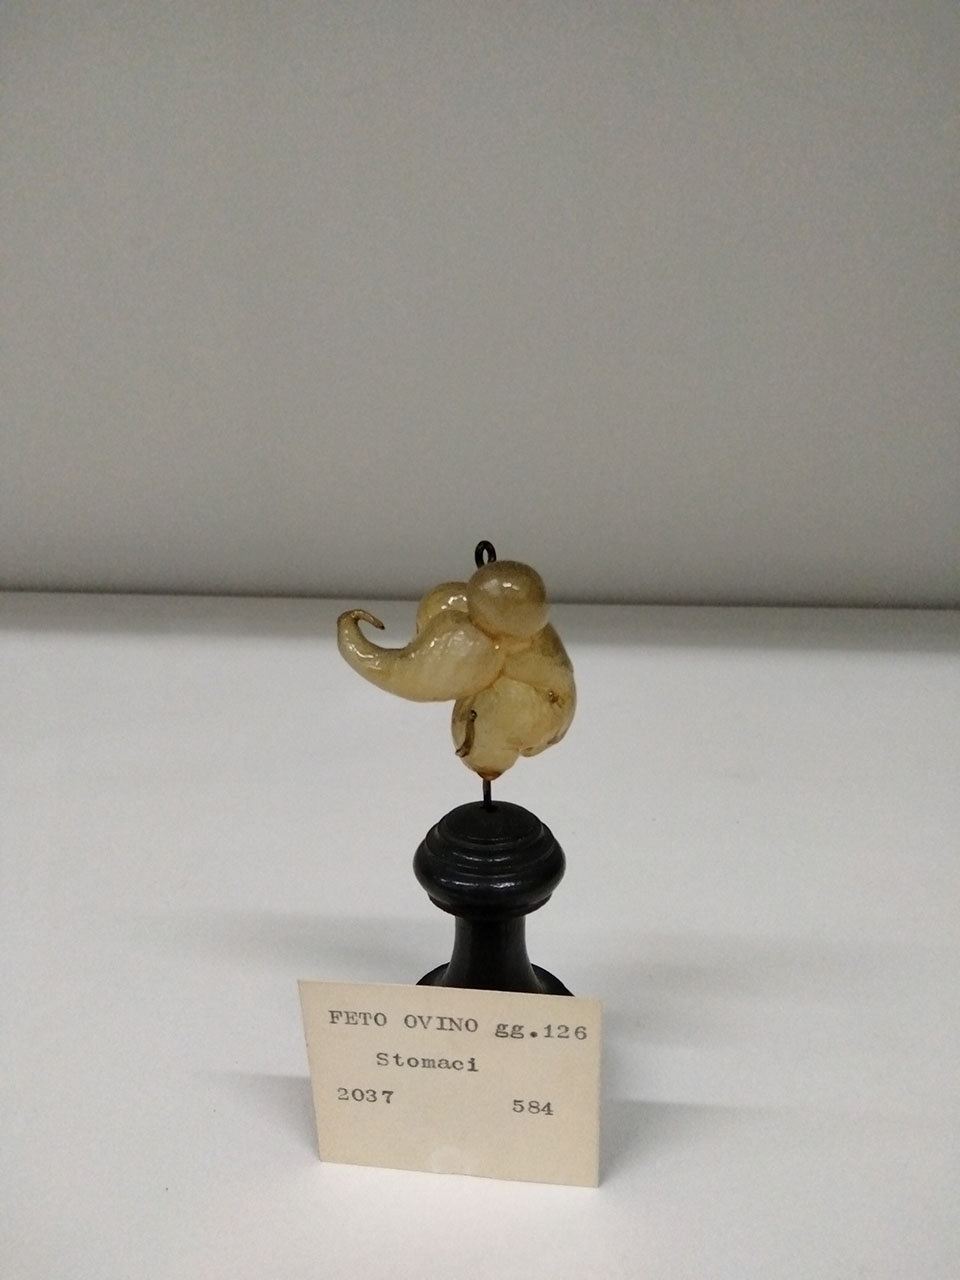 FETO OVINO gg.126
Stomaci
2037 584